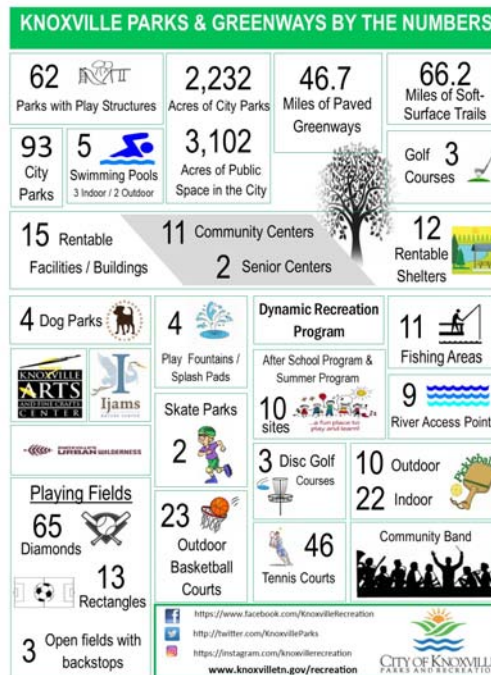 KNOXVILLE PARKS & GREENWAYS BY THE NUMBERS
62
Parks with Play Structures
2,232
Acres of City Parks
3,102
Acres of Public
Space in the City
46.7
Miles of Paved
Greenways
66.2
Miles of Soft-
Surface Trails
93
City
Parks
5
Swimming Pools
3 Indoor / 2 Outdoor
Golf 3
Courses
15 Rentable
Facilities / Buildings
11 Community Centers
2 Senior Centers
12
Rentable
Shelters
4 Dog Parks
KNOXVILLE
ARTS
AND FINE CRAFTS
CENTER
Ijams
URBAN WILDERNESS
4
Play Fountains /
Splash Pads
Dynamic Recreation
Program
After School Program &
Summer Program
10
sites
...a fun place to
play and learn!
11
Fishing Areas
9
River Access Point
Skate Parks
2
3 Disc Golf
Courses
10 Outdoor
22 Indoor
Pickleball
Playing Fields
65
Diamonds
13
Rectangles
3 Open fields with
backstops
23
Outdoor
Basketball
Courts
46
Tennis Courts
Community Band
https://www.facebook.com/KnoxvilleRecreation
http://twitter.com/KnoxvilleParks
https://instagram.com/knoxvillerecreation
www.knoxvilletn.gov/recreation
CITY OF KNOXVILL
PARKS AND RECREATION